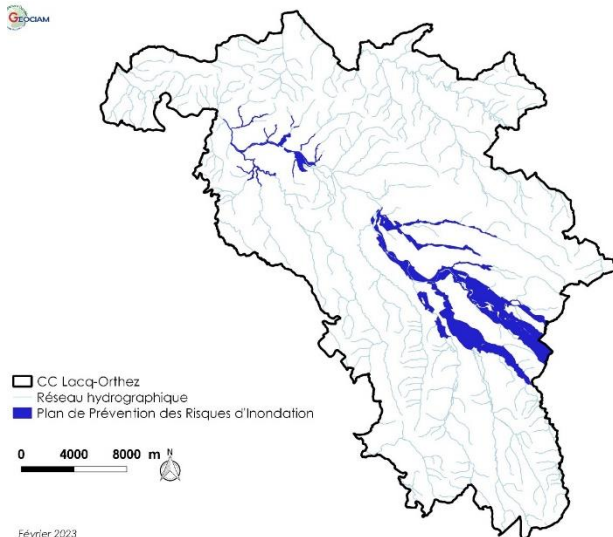 GEOCIAM
CC Lacq-Orthez
Réseau hydrographique
Plan de Prévention des Risques d'Inondation
0 4000 8000 m N
Février 2023